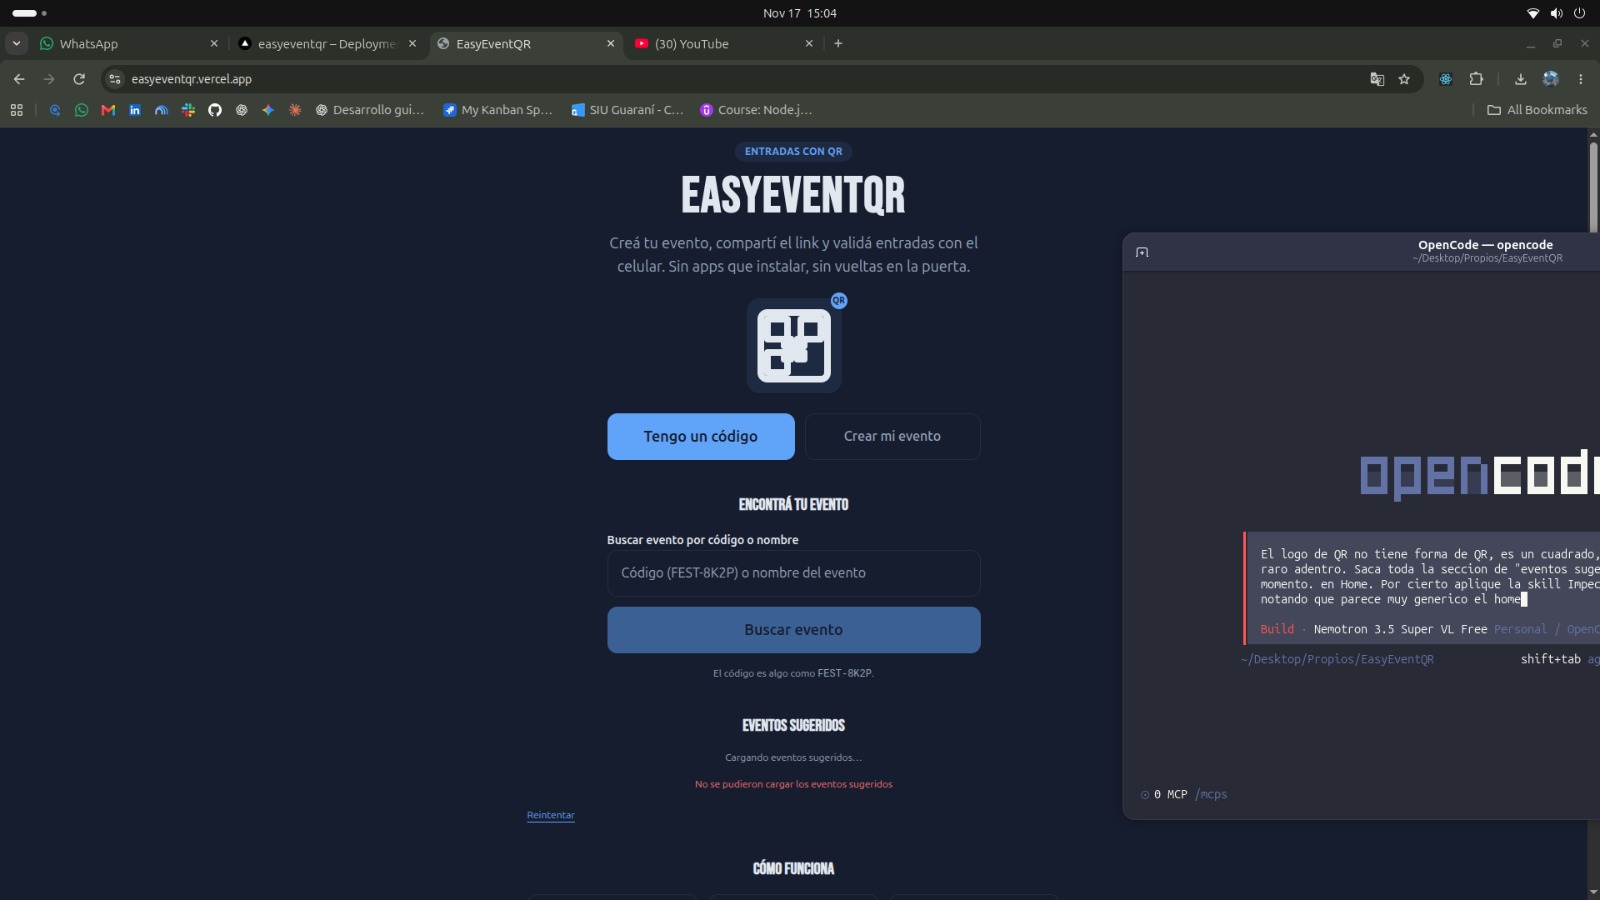 Nov 17 15:04
WhatsApp
easyeventqr – Deployme
EasyEventQR
(30) YouTube
easyeventqr.vercel.app
Desarrollo gui...
My Kanban Sp...
SIU Guaraní - C...
Course: Node.j...
All Bookmarks
ENTRADAS CON QR
EASYEVENTQR
Creá tu evento, compartí el link y validá entradas con el
celular. Sin apps que instalar, sin vueltas en la puerta.
QR
Tengo un código
Crear mi evento
ENCONTRÁ TU EVENTO
Buscar evento por código o nombre
Código (FEST-8K2P) o nombre del evento
Buscar evento
El código es algo como FEST-8K2P.
EVENTOS SUGERIDOS
Cargando eventos sugeridos...
No se pudieron cargar los eventos sugeridos
Reintentar
CÓMO FUNCIONA
OpenCode — opencode
~/Desktop/Propios/EasyEventQR
opencod
El logo de QR no tiene forma de QR, es un cuadrado,
raro adentro. Saca toda la seccion de "eventos suge
momento. en Home. Por cierto aplique la skill Impec
notando que parece muy generico el home
Build · Nemotron 3.5 Super VL Free Personal / OpenC
~/Desktop/Propios/EasyEventQR shift+tab ag
0 MCP /mcps